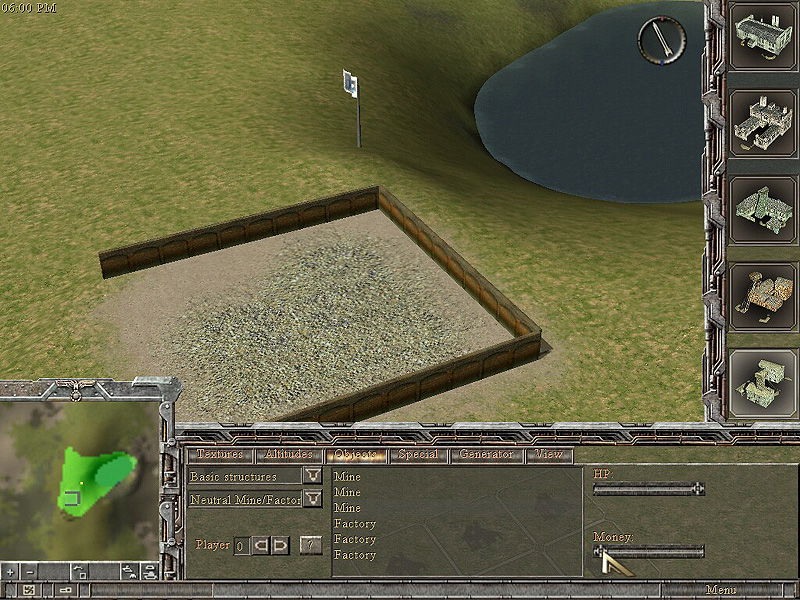 06:00 PM
Textures Altitudes Objects Special Generator View
Basic structures
Neutral Mine/Factor
Player 0 ?
Mine
Mine
Mine
Factory
Factory
Factory
HP:
Money:
+ -
Menu